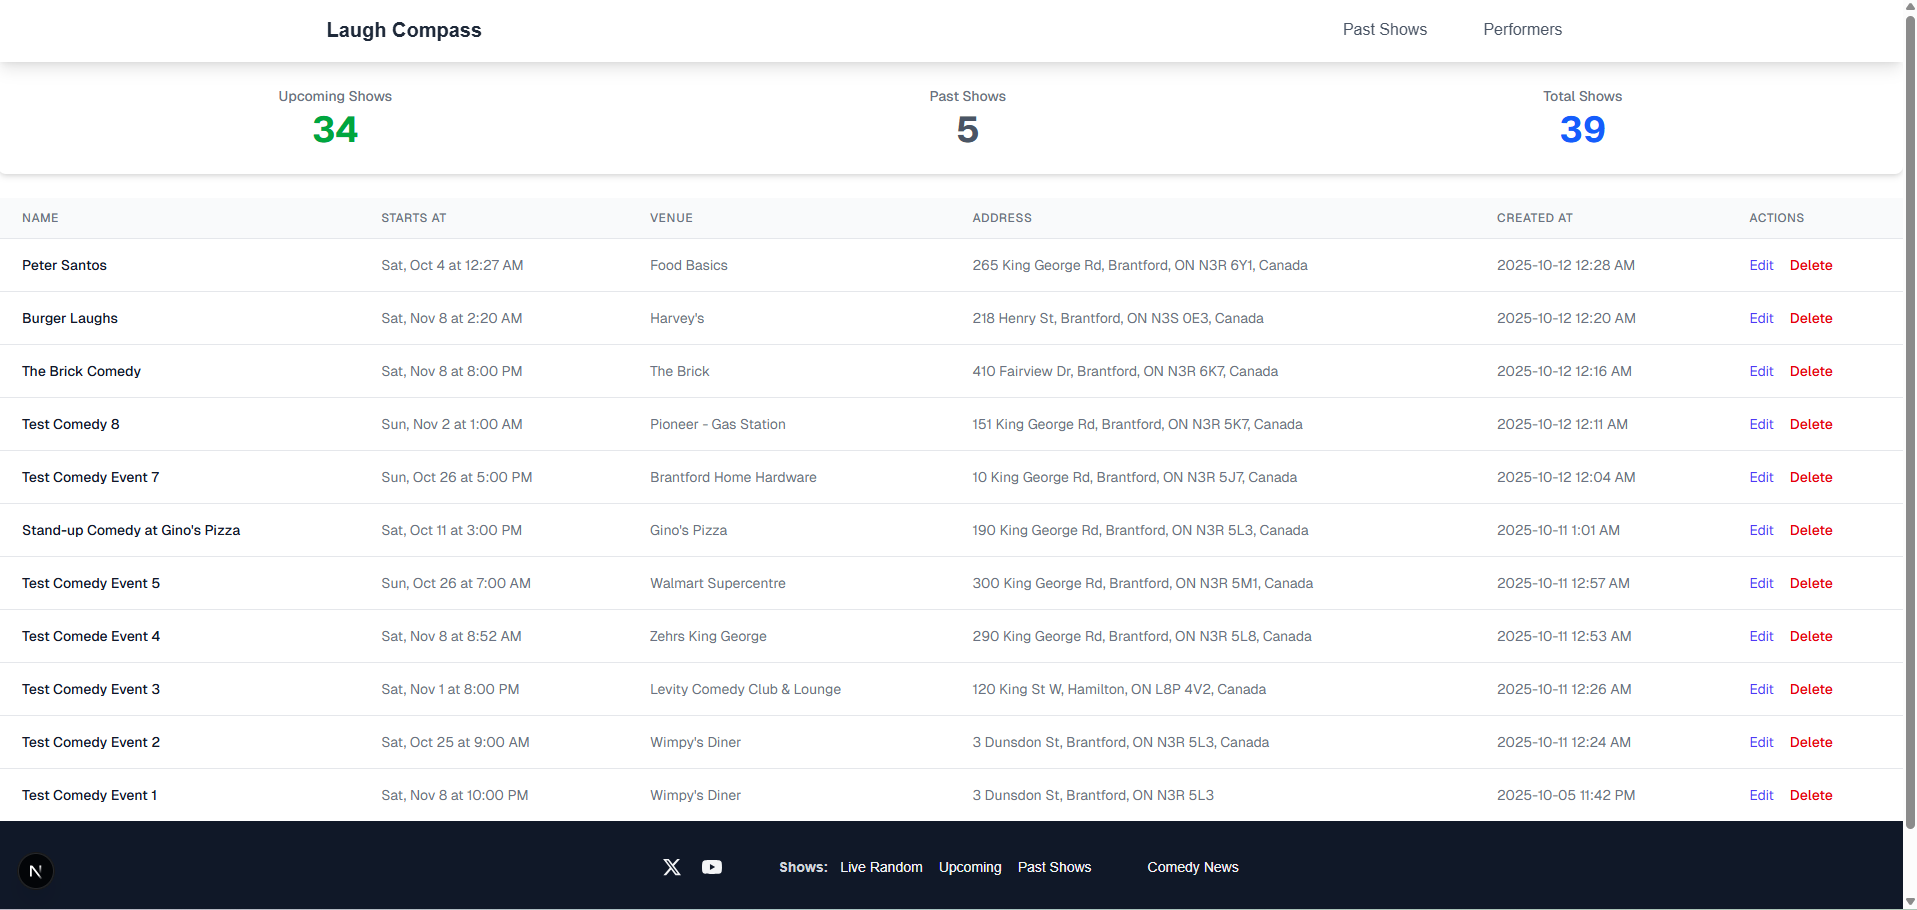 Laugh Compass Past Shows Performers
Upcoming Shows Past Shows Total Shows
34 5 39
NAME STARTS AT VENUE ADDRESS CREATED AT ACTIONS
Peter Santos Sat, Oct 4 at 12:27 AM Food Basics 265 King George Rd, Brantford, ON N3R 6Y1, Canada 2025-10-12 12:28 AM Edit Delete
Burger Laughs Sat, Nov 8 at 2:20 AM Harvey's 218 Henry St, Brantford, ON N3S 0E3, Canada 2025-10-12 12:20 AM Edit Delete
The Brick Comedy Sat, Nov 8 at 8:00 PM The Brick 410 Fairview Dr, Brantford, ON N3R 6K7, Canada 2025-10-12 12:16 AM Edit Delete
Test Comedy 8 Sun, Nov 2 at 1:00 AM Pioneer - Gas Station 151 King George Rd, Brantford, ON N3R 5K7, Canada 2025-10-12 12:11 AM Edit Delete
Test Comedy Event 7 Sun, Oct 26 at 5:00 PM Brantford Home Hardware 10 King George Rd, Brantford, ON N3R 5J7, Canada 2025-10-12 12:04 AM Edit Delete
Stand-up Comedy at Gino's Pizza Sat, Oct 11 at 3:00 PM Gino's Pizza 190 King George Rd, Brantford, ON N3R 5L3, Canada 2025-10-11 1:01 AM Edit Delete
Test Comedy Event 5 Sun, Oct 26 at 7:00 AM Walmart Supercentre 300 King George Rd, Brantford, ON N3R 5M1, Canada 2025-10-11 12:57 AM Edit Delete
Test Comede Event 4 Sat, Nov 8 at 8:52 AM Zehrs King George 290 King George Rd, Brantford, ON N3R 5L8, Canada 2025-10-11 12:53 AM Edit Delete
Test Comedy Event 3 Sat, Nov 1 at 8:00 PM Levity Comedy Club & Lounge 120 King St W, Hamilton, ON L8P 4V2, Canada 2025-10-11 12:26 AM Edit Delete
Test Comedy Event 2 Sat, Oct 25 at 9:00 AM Wimpy's Diner 3 Dunsdon St, Brantford, ON N3R 5L3, Canada 2025-10-11 12:24 AM Edit Delete
Test Comedy Event 1 Sat, Nov 8 at 10:00 PM Wimpy's Diner 3 Dunsdon St, Brantford, ON N3R 5L3 2025-10-05 11:42 PM Edit Delete
N X Shows: Live Random Upcoming Past Shows Comedy News